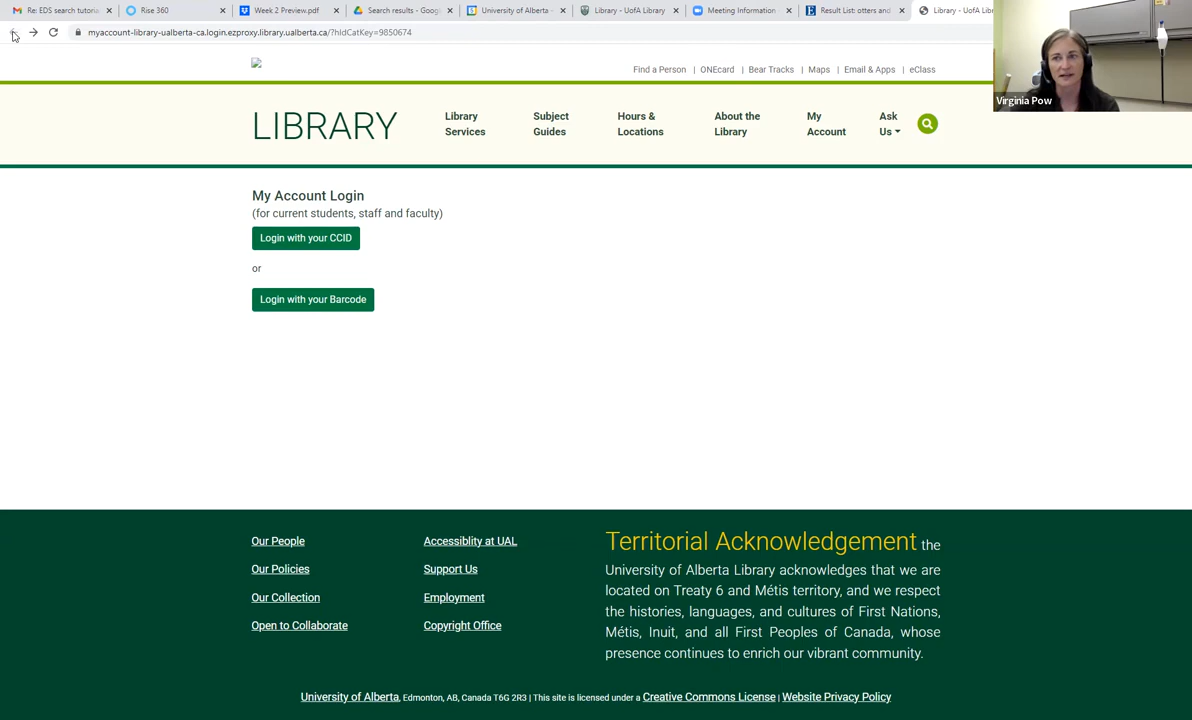 Re: EDS search tutoria
Rise 360
Week 2 Preview.pdf
Search results - Googl
University of Alberta -
Library - UofA Library
Meeting Information -
Result List: otters and
Library - UofA Lib
myaccount-library-ualberta-ca.login.ezproxy.library.ualberta.ca/?hldCatKey=9850674
Virginia Pow
Find a Person | ONEcard | Bear Tracks | Maps | Email & Apps | eClass
LIBRARY
Library Services
Subject Guides
Hours & Locations
About the Library
My Account
Ask Us
My Account Login
(for current students, staff and faculty)
Login with your CCID
or
Login with your Barcode
Our People
Our Policies
Our Collection
Open to Collaborate
Accessiblity at UAL
Support Us
Employment
Copyright Office
Territorial Acknowledgement the
University of Alberta Library acknowledges that we are
located on Treaty 6 and Métis territory, and we respect
the histories, languages, and cultures of First Nations,
Métis, Inuit, and all First Peoples of Canada, whose
presence continues to enrich our vibrant community.
University of Alberta, Edmonton, AB, Canada T6G 2R3 | This site is licensed under a Creative Commons License | Website Privacy Policy